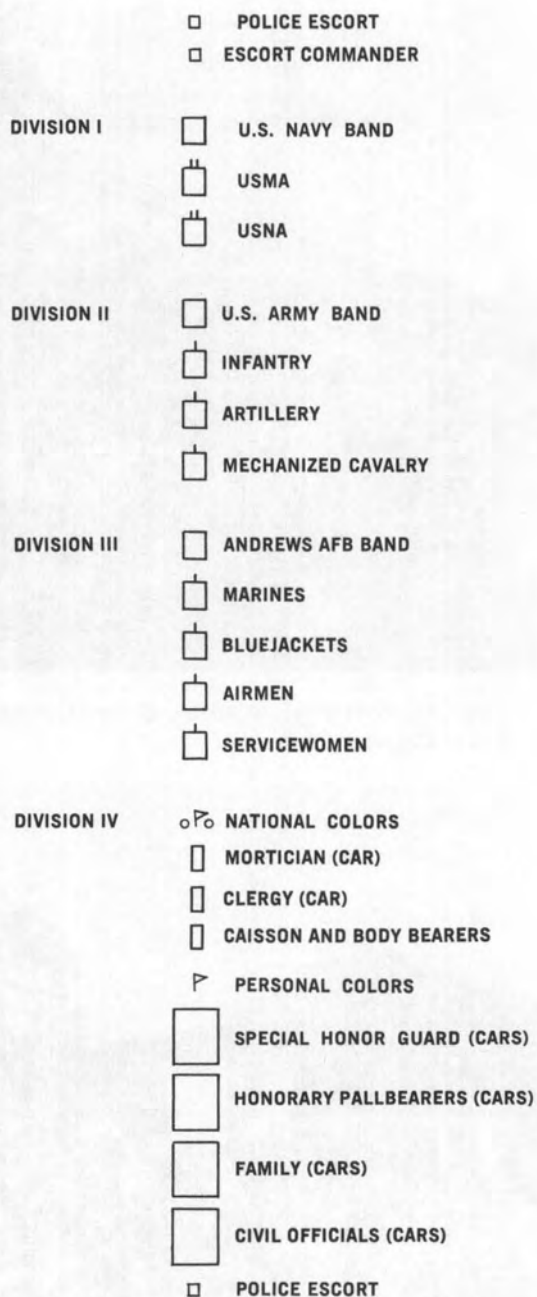 POLICE ESCORT
ESCORT COMMANDER
DIVISION I U.S. NAVY BAND
USMA
USNA
DIVISION II U.S. ARMY BAND
INFANTRY
ARTILLERY
MECHANIZED CAVALRY
DIVISION III ANDREWS AFB BAND
MARINES
BLUEJACKETS
AIRMEN
SERVICEWOMEN
DIVISION IV NATIONAL COLORS
MORTICIAN (CAR)
CLERGY (CAR)
CAISSON AND BODY BEARERS
PERSONAL COLORS
SPECIAL HONOR GUARD (CARS)
HONORARY PALLBEARERS (CARS)
FAMILY (CARS)
CIVIL OFFICIALS (CARS)
POLICE ESCORT